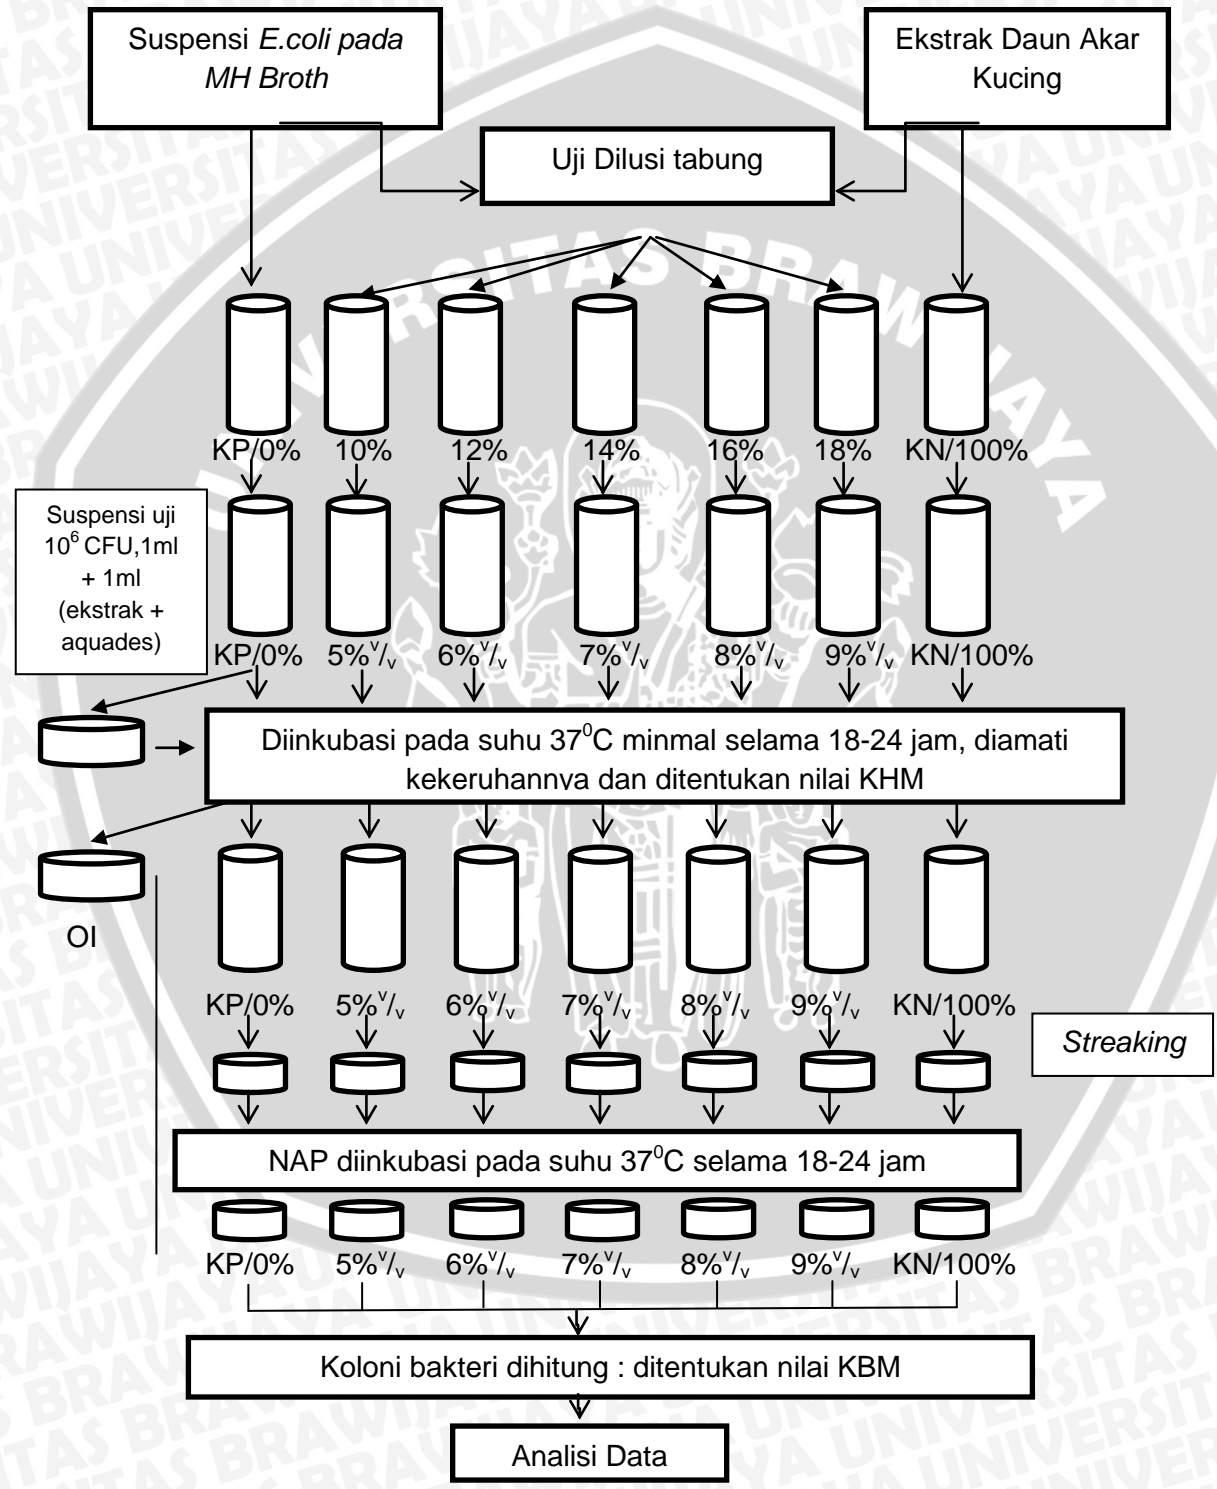 Suspensi E.coli pada
MH Broth
Ekstrak Daun Akar
Kucing
Uji Dilusi tabung
UNIVERSITAS BRAWIJAYA
KP/0% 10% 12% 14% 16% 18% KN/100%
Suspensi uji
10⁶ CFU,1ml
+ 1ml
(ekstrak +
aquades)
KP/0% 5%ᵛ/ᵥ 6%ᵛ/ᵥ 7%ᵛ/ᵥ 8%ᵛ/ᵥ 9%ᵛ/ᵥ KN/100%
Diinkubasi pada suhu 37⁰C minmal selama 18-24 jam, diamati
kekeruhannya dan ditentukan nilai KHM
OI
KP/0% 5%ᵛ/ᵥ 6%ᵛ/ᵥ 7%ᵛ/ᵥ 8%ᵛ/ᵥ 9%ᵛ/ᵥ KN/100%
Streaking
NAP diinkubasi pada suhu 37⁰C selama 18-24 jam
KP/0% 5%ᵛ/ᵥ 6%ᵛ/ᵥ 7%ᵛ/ᵥ 8%ᵛ/ᵥ 9%ᵛ/ᵥ KN/100%
Koloni bakteri dihitung : ditentukan nilai KBM
Analisi Data